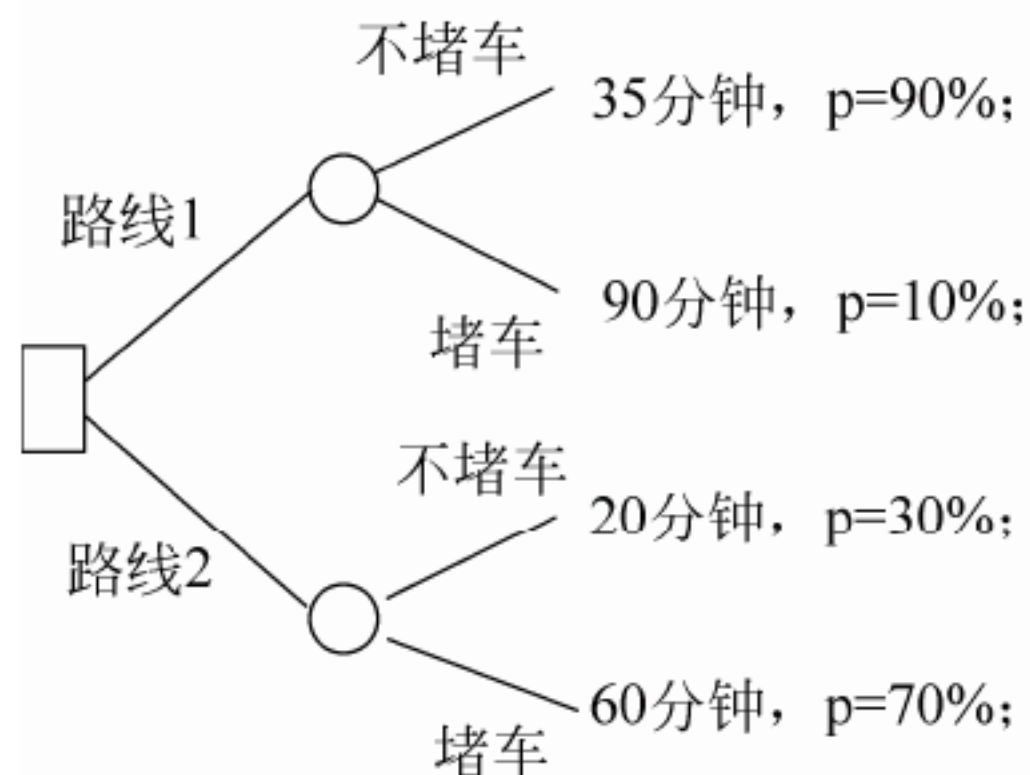 不堵车
35分钟，p=90%；
路线1
90分钟，p=10%；
堵车
不堵车
20分钟，p=30%；
路线2
60分钟，p=70%；
堵车